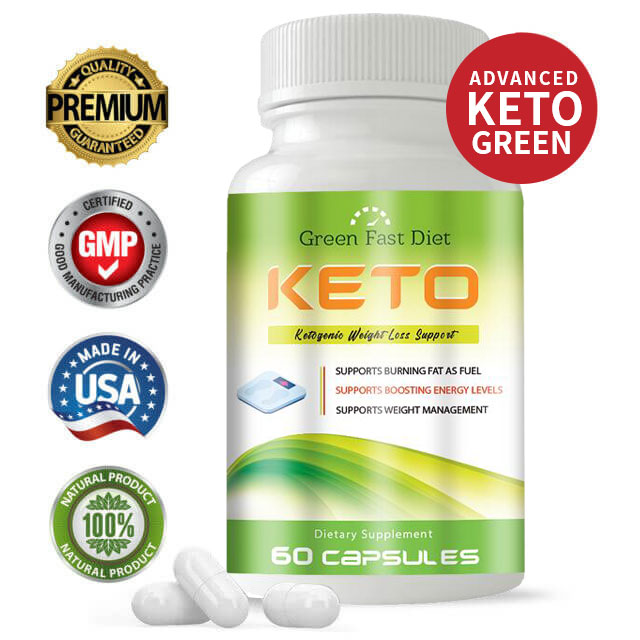 QUALITY
PREMIUM
GUARANTEED
CERTIFIED
GMP
GOOD MANUFACTURING PRACTICE
MADE IN
USA
NATURAL PRODUCT
100%
NATURAL PRODUCT
ADVANCED
KETO
GREEN
Green Fast Diet
KETO
Ketogenic Weight Loss Support
SUPPORTS BURNING FAT AS FUEL
SUPPORTS BOOSTING ENERGY LEVELS
SUPPORTS WEIGHT MANAGEMENT
Dietary Supplement
60 CAPSULES